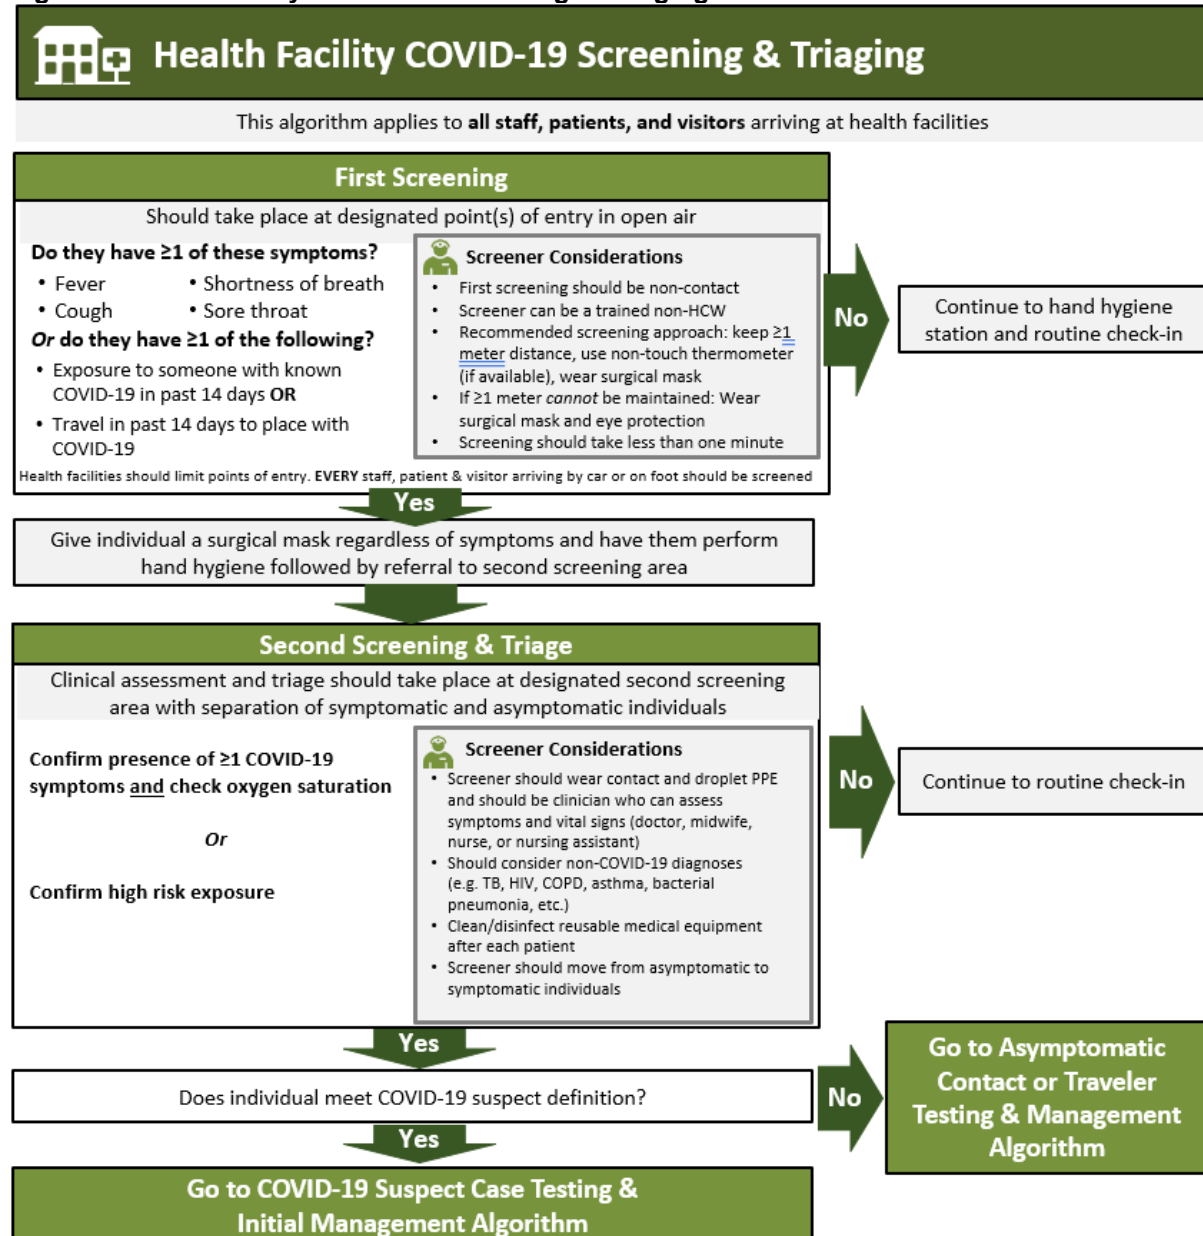 Health Facility COVID-19 Screening & Triaging
This algorithm applies to all staff, patients, and visitors arriving at health facilities
First Screening
Should take place at designated point(s) of entry in open air
Do they have ≥1 of these symptoms?
• Fever
• Shortness of breath
• Cough
• Sore throat
Or do they have ≥1 of the following?
• Exposure to someone with known
COVID-19 in past 14 days OR
• Travel in past 14 days to place with
COVID-19
Screener Considerations
• First screening should be non-contact
• Screener can be a trained non-HCW
• Recommended screening approach: keep ≥1
meter distance, use non-touch thermometer
(if available), wear surgical mask
• If ≥1 meter cannot be maintained: Wear
surgical mask and eye protection
• Screening should take less than one minute
Health facilities should limit points of entry. EVERY staff, patient & visitor arriving by car or on foot should be screened
No
Continue to hand hygiene
station and routine check-in
Yes
Give individual a surgical mask regardless of symptoms and have them perform
hand hygiene followed by referral to second screening area
Second Screening & Triage
Clinical assessment and triage should take place at designated second screening
area with separation of symptomatic and asymptomatic individuals
Confirm presence of ≥1 COVID-19
symptoms and check oxygen saturation
Or
Confirm high risk exposure
Screener Considerations
• Screener should wear contact and droplet PPE
and should be clinician who can assess
symptoms and vital signs (doctor, midwife,
nurse, or nursing assistant)
• Should consider non-COVID-19 diagnoses
(e.g. TB, HIV, COPD, asthma, bacterial
pneumonia, etc.)
• Clean/disinfect reusable medical equipment
after each patient
• Screener should move from asymptomatic to
symptomatic individuals
No
Continue to routine check-in
Yes
Does individual meet COVID-19 suspect definition?
No
Go to Asymptomatic
Contact or Traveler
Testing & Management
Algorithm
Yes
Go to COVID-19 Suspect Case Testing &
Initial Management Algorithm